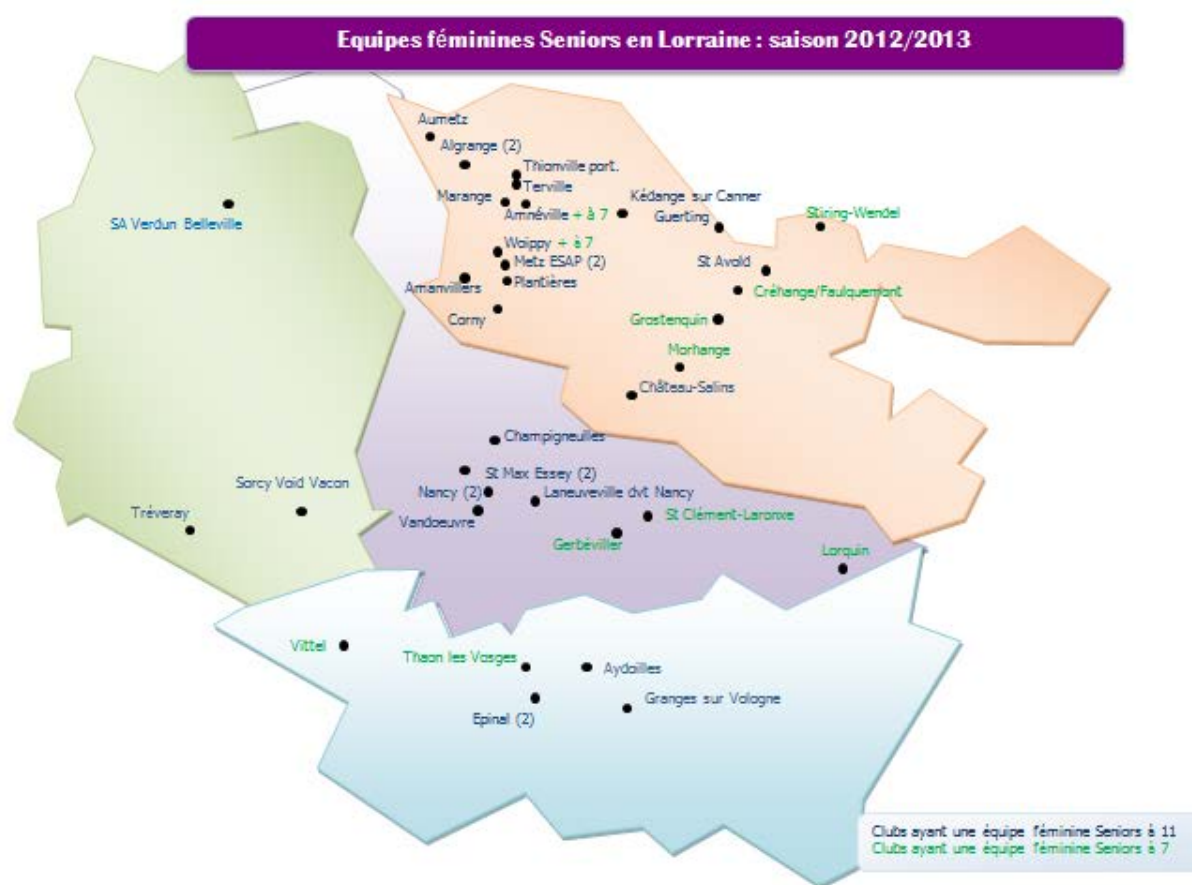 Equipes féminines Seniors en Lorraine : saison 2012/2013
Aumetz
Algrange (2)
Thionville port.
Terville
Marange
Amnéville + à 7
Kédange sur Canner
Guerting
Stiring-Wendel
SA Verdun Belleville
Woippy + à 7
Metz ESAP (2)
St Avold
Amanvillers
Plantières
Créhange/Faulquemont
Corny
Grostenquin
Morhange
Château-Salins
Champigneulles
St Max Essey (2)
Sorcy Void Vacon
Nancy (2)
Laneuveville dvt Nancy
Tréveray
Vandoeuvre
St Clément-Laronxe
Gerbéviller
Lorquin
Vittel
Thaon les Vosges
Aydoilles
Granges sur Vologne
Epinal (2)
Clubs ayant une équipe féminine Seniors à 11
Clubs ayant une équipe féminine Seniors à 7